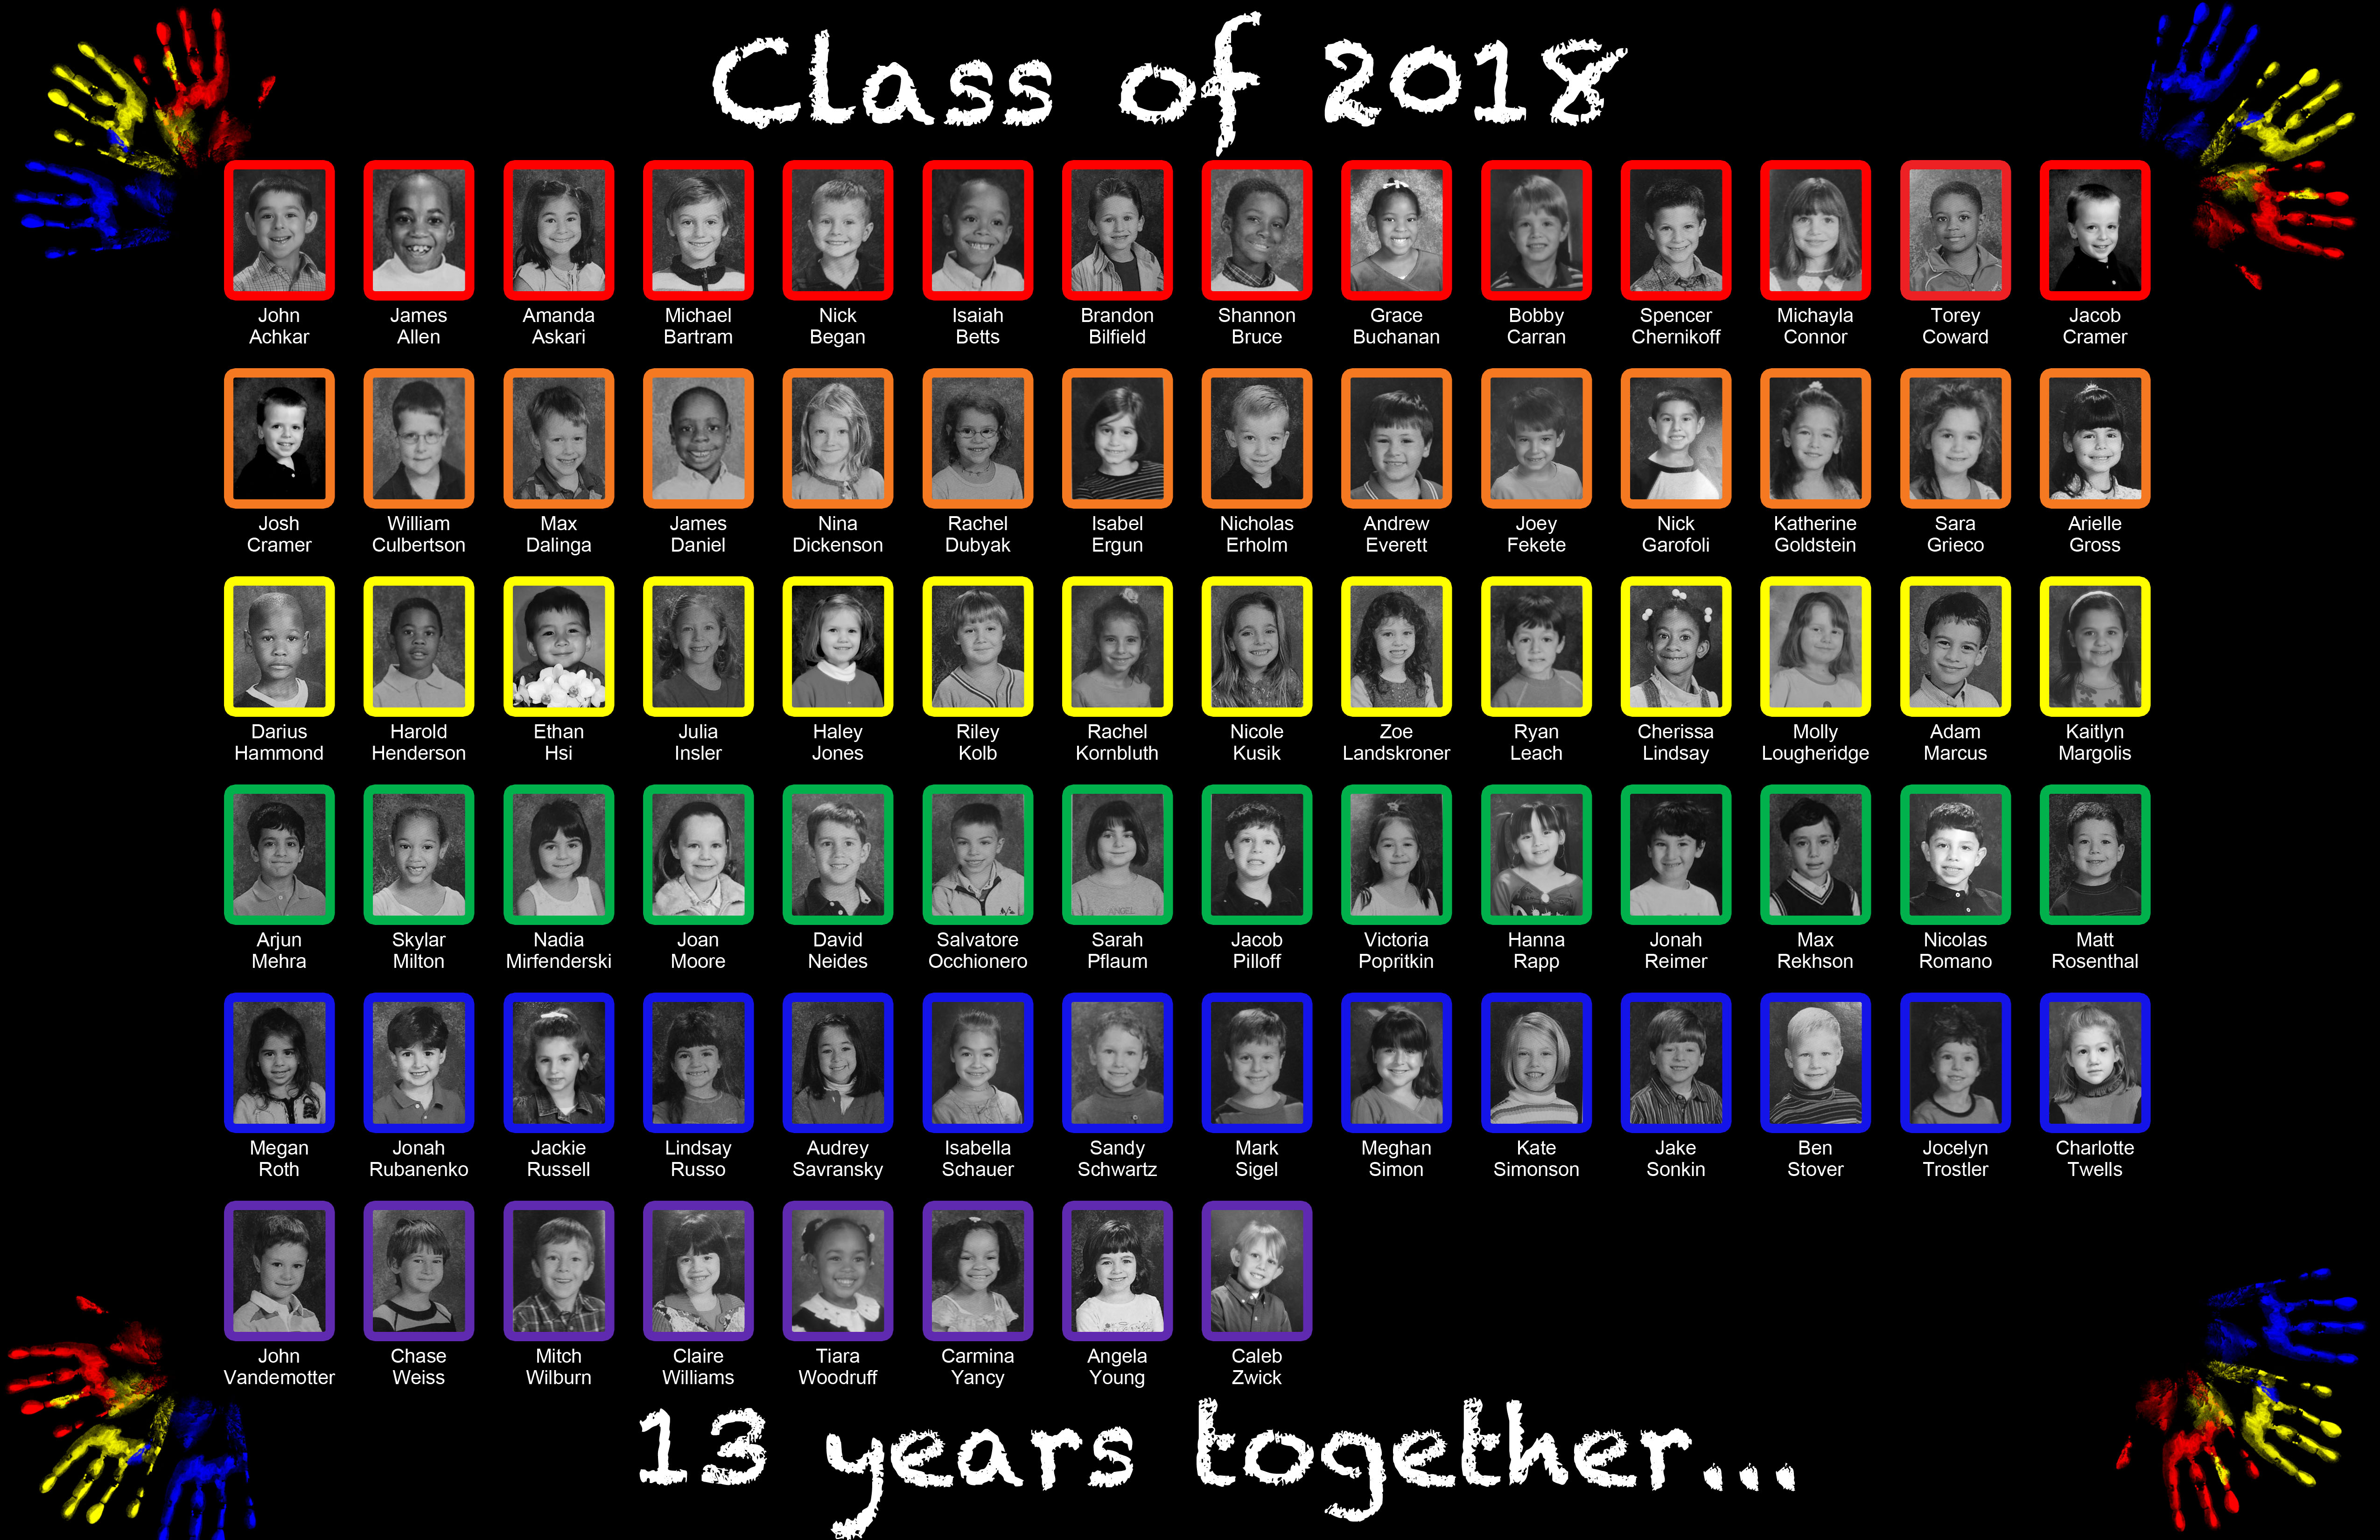 Class of 2018
John James Amanda Michael Nick Isaiah Brandon Shannon Grace Bobby Spencer Michayla Torey Jacob
Achkar Allen Askari Bartram Began Betts Bilfield Bruce Buchanan Carran Chernikoff Connor Coward Cramer
Josh William Max James Nina Rachel Isabel Nicholas Andrew Joey Nick Katherine Sara Arielle
Cramer Culbertson Dalinga Daniel Dickenson Dubyak Ergun Erholm Everett Fekete Garofoli Goldstein Grieco Gross
Darius Harold Ethan Julia Haley Riley Rachel Nicole Zoe Ryan Cherissa Molly Adam Kaitlyn
Hammond Henderson Hsi Insler Jones Kolb Kornbluth Kusik Landskroner Leach Lindsay Lougheridge Marcus Margolis
ANGEL
Arjun Skylar Nadia Joan David Salvatore Sarah Jacob Victoria Hanna Jonah Max Nicolas Matt
Mehra Milton Mirfenderski Moore Neides Occhionero Pflaum Pilloff Popritkin Rapp Reimer Rekhson Romano Rosenthal
Megan Jonah Jackie Lindsay Audrey Isabella Sandy Mark Meghan Kate Jake Ben Jocelyn Charlotte
Roth Rubanenko Russell Russo Savransky Schauer Schwartz Sigel Simon Simonson Sonkin Stover Trostler Twells
John Chase Mitch Claire Tiara Carmina Angela Caleb
Vandemotter Weiss Wilburn Williams Woodruff Yancy Young Zwick
13 years together...